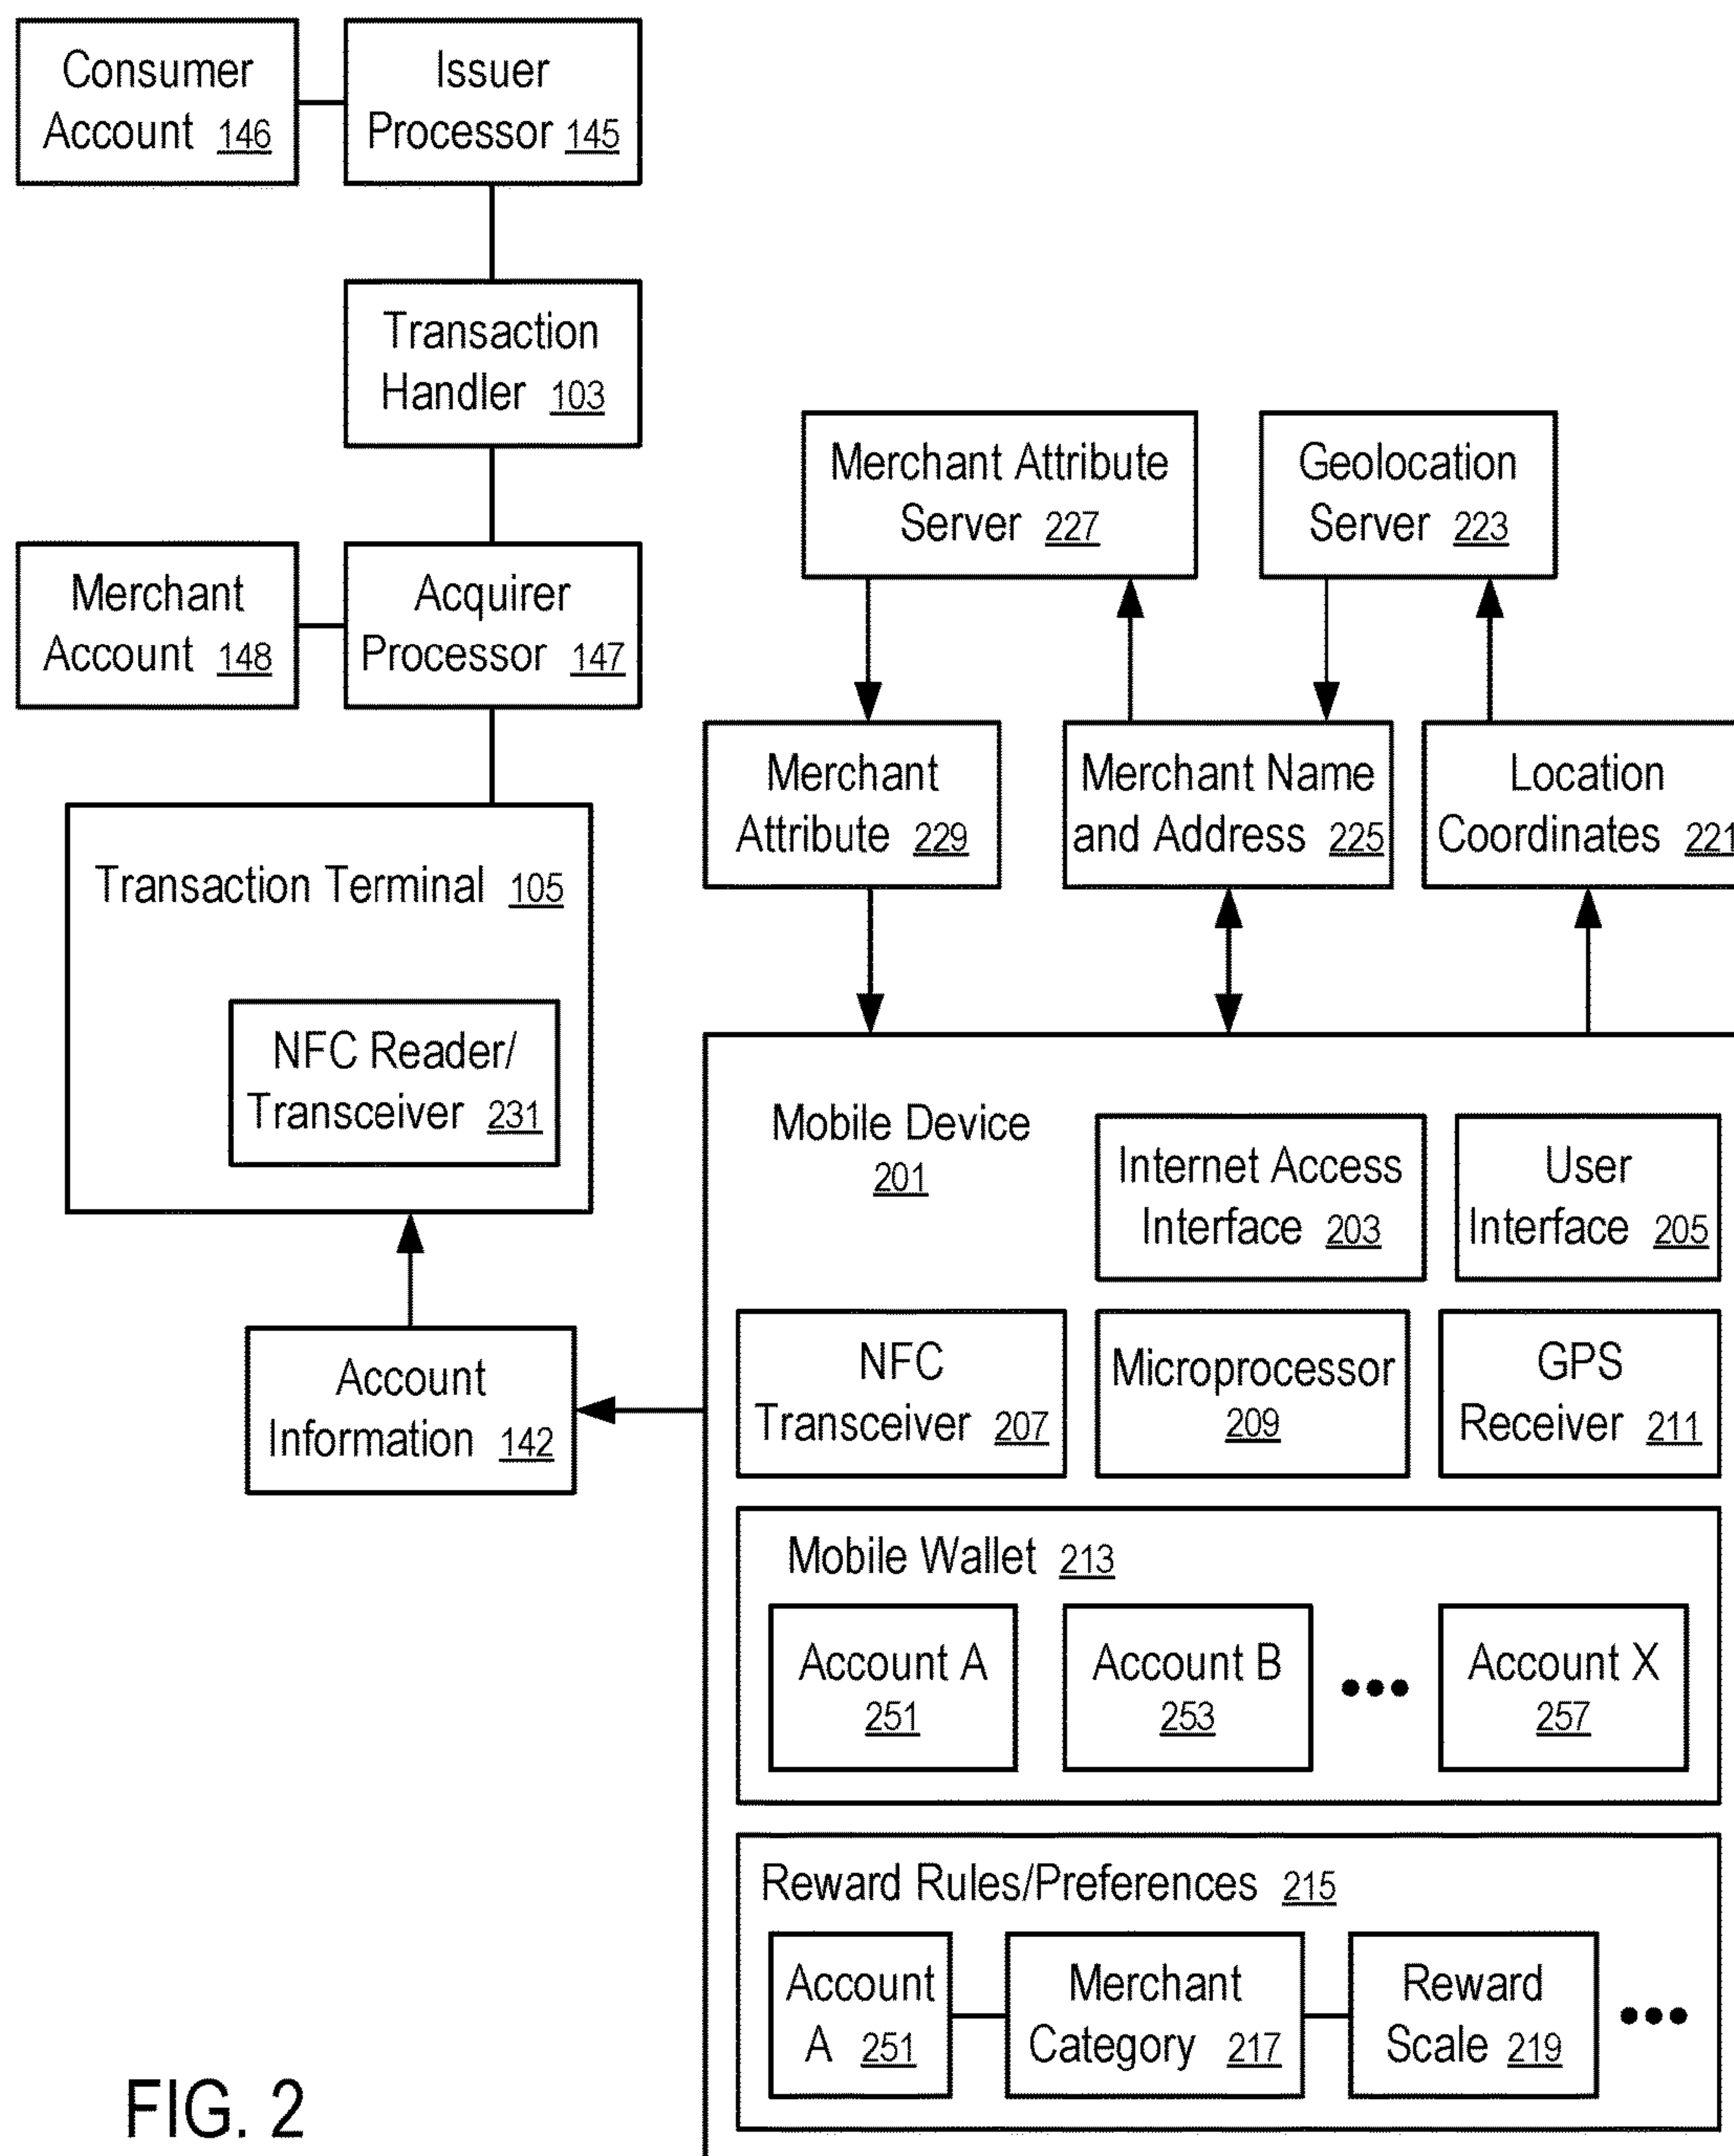 Consumer
Account 146
Issuer
Processor 145
Transaction
Handler 103
Merchant Attribute
Server 227
Geolocation
Server 223
Merchant
Account 148
Acquirer
Processor 147
Merchant
Attribute 229
Merchant Name
and Address 225
Location
Coordinates 221
Transaction Terminal 105
NFC Reader/
Transceiver 231
Mobile Device
201
Internet Access
Interface 203
User
Interface 205
Account
Information 142
NFC
Transceiver 207
Microprocessor
209
GPS
Receiver 211
Mobile Wallet 213
Account A
251
Account B
253
Account X
257
Reward Rules/Preferences 215
Account
A 251
Merchant
Category 217
Reward
Scale 219
FIG. 2